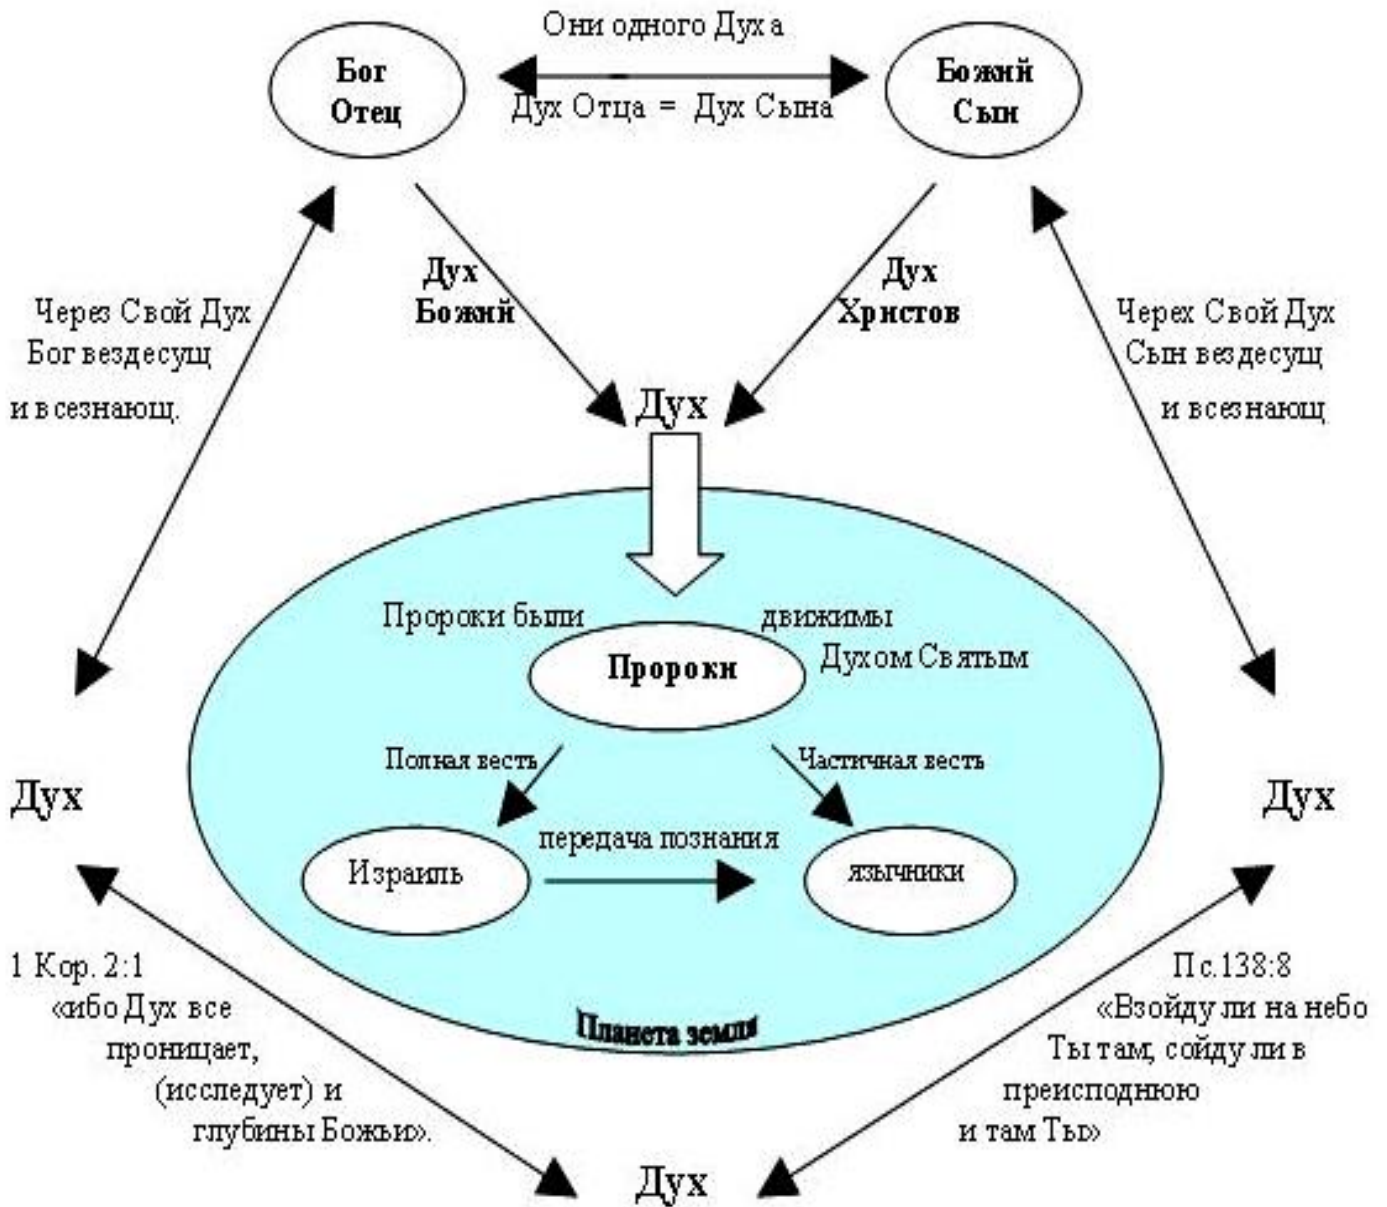 Они одного Духа
Бог
Отец
Божий
Сын
Дух Отца = Дух Сына
Дух
Божий
Дух
Христов
Через Свой Дух
Бог вездесущ
и всезнающ.
Черех Свой Дух
Сын вездесущ
и всезнающ
Дух
Пророки были
движимы
Духом Святым
Пророки
Полная весть
Частичная весть
Дух
Дух
передача познания
Израиль
язычники
1 Кор. 2:1
«ибо Дух все
проницает,
(исследует) и
глубины Божьи».
Пс.138:8
«Взойду ли на небо
Ты там, сойду ли в
преисподнюю
и там Ты»
Планета земля
Дух